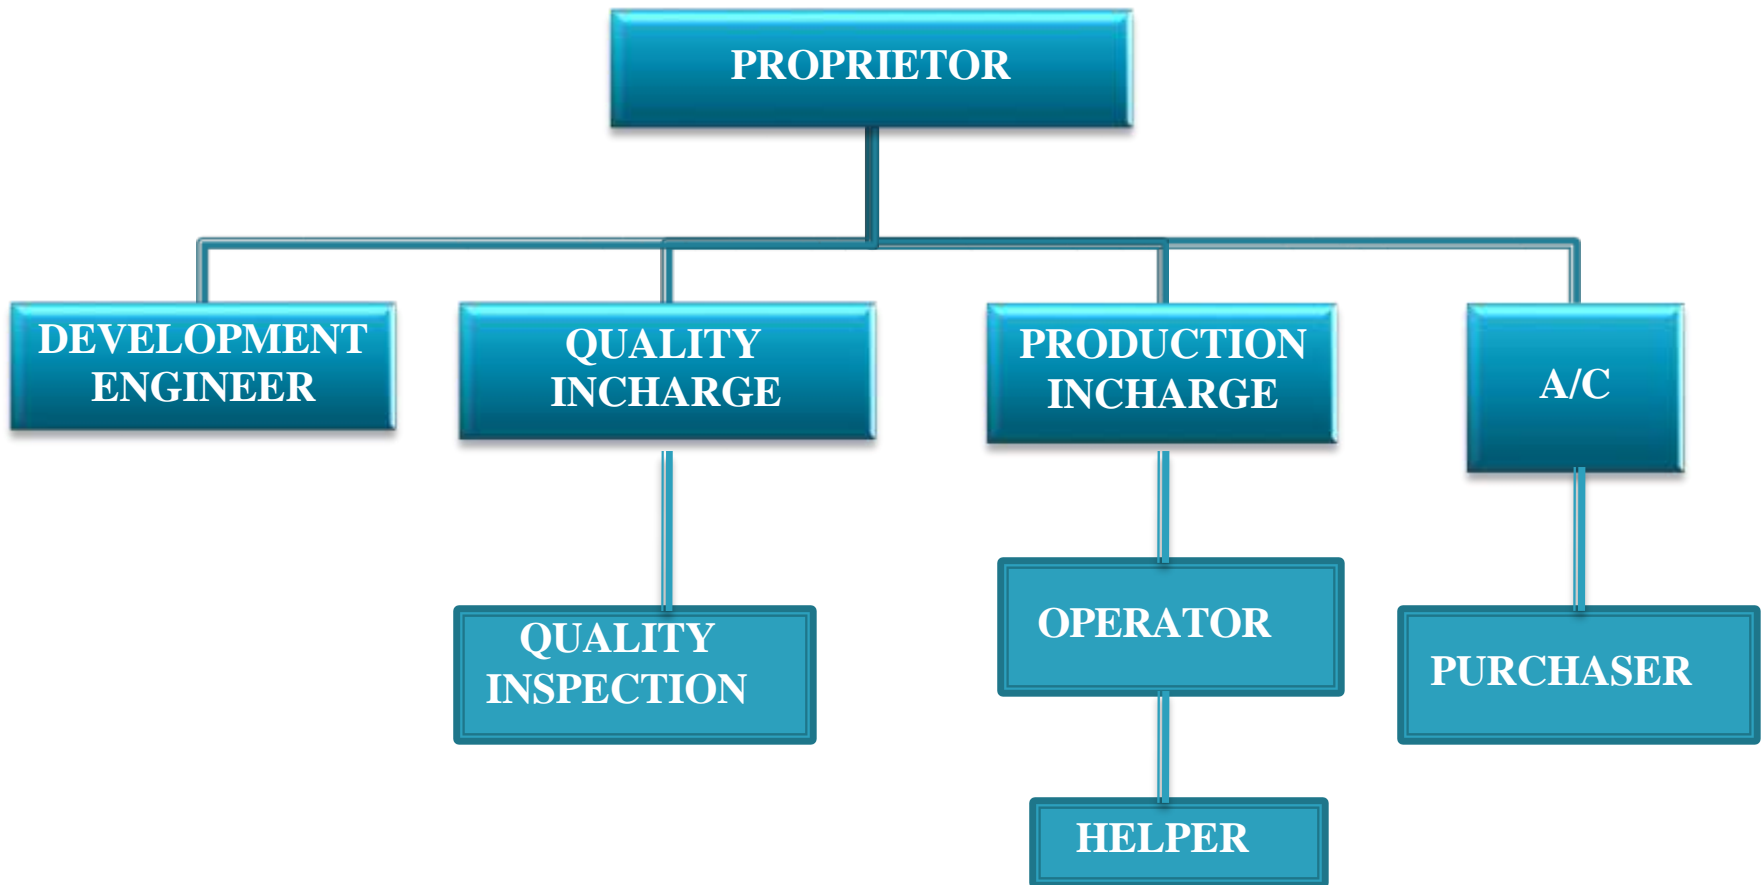 PROPRIETOR
DEVELOPMENT
ENGINEER
QUALITY
INCHARGE
PRODUCTION
INCHARGE
A/C
QUALITY
INSPECTION
OPERATOR
PURCHASER
HELPER